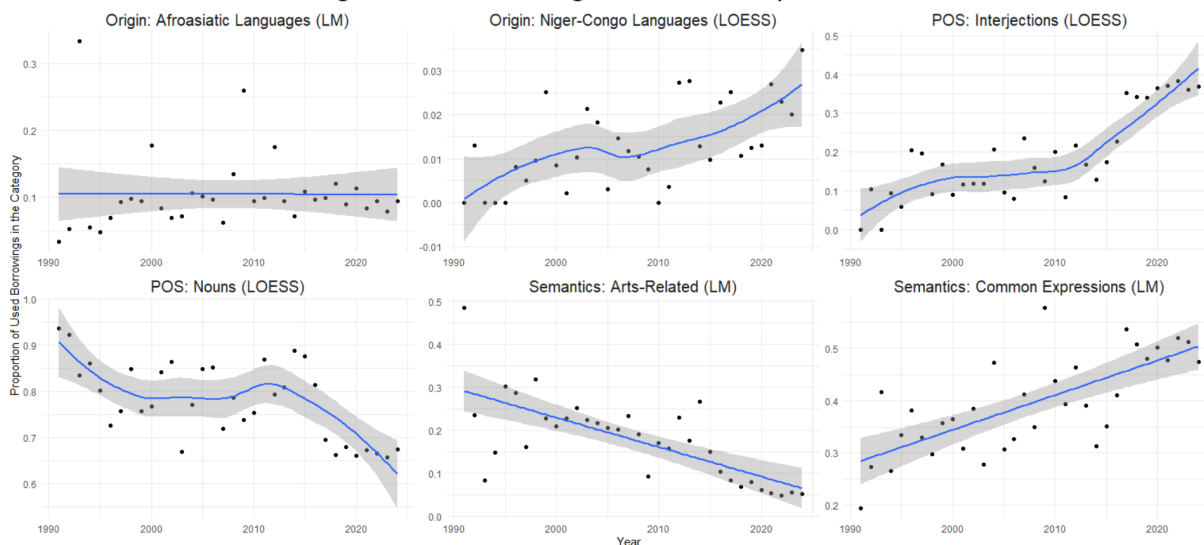 Origin: Afroasiatic Languages (LM)
Origin: Niger-Congo Languages (LOESS)
POS: Interjections (LOESS)
Proportion of Used Borrowings in the Category
0.3
0.2
0.1
1990 2000 2010 2020
0.03
0.02
0.01
0.00
-0.01
1990 2000 2010 2020
0.5
0.4
0.3
0.2
0.1
0.0
1990 2000 2010 2020
POS: Nouns (LOESS)
Semantics: Arts-Related (LM)
Semantics: Common Expressions (LM)
1.0
0.9
0.8
0.7
0.6
1990 2000 2010 2020
0.5
0.4
0.3
0.2
0.1
0.0
1990 2000 2010 2020
0.5
0.4
0.3
0.2
1990 2000 2010 2020
Year